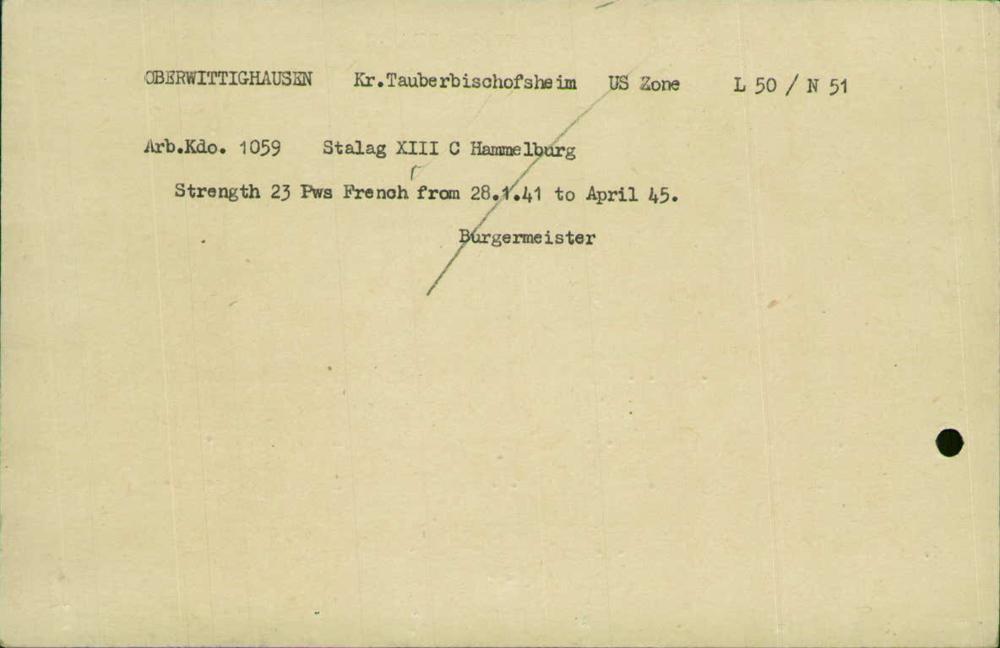 OBERWITTIGHAUSEN Kr.Tauberbischofsheim US Zone L 50 / N 51
Arb.Kdo. 1059 Stalag XIII C Hammelburg
Strength 23 Pws French from 28.1.41 to April 45.
Burgermeister